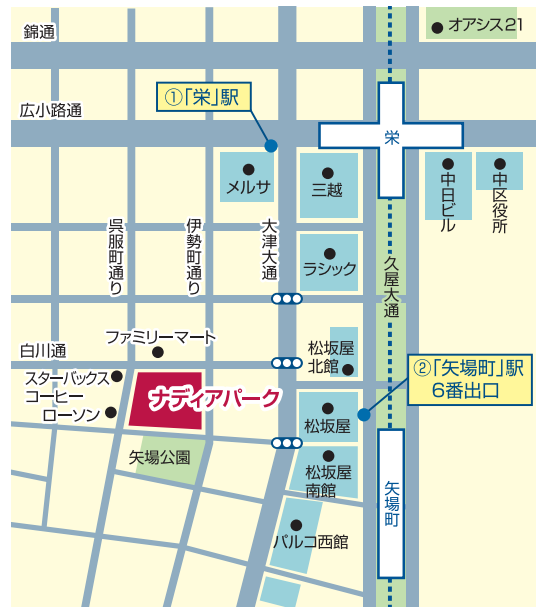 錦通
オアシス21
広小路通
①「栄」駅
栄
メルサ
三越
中日ビル
中区役所
呉服町通り
伊勢町通り
大津大通
ラシック
久屋大通
白川通
ファミリーマート
松坂屋
北館
スターバックス
コーヒー
ローソン
ナディアパーク
②「矢場町」駅
6番出口
松坂屋
矢場公園
松坂屋
南館
矢場町
パルコ西館